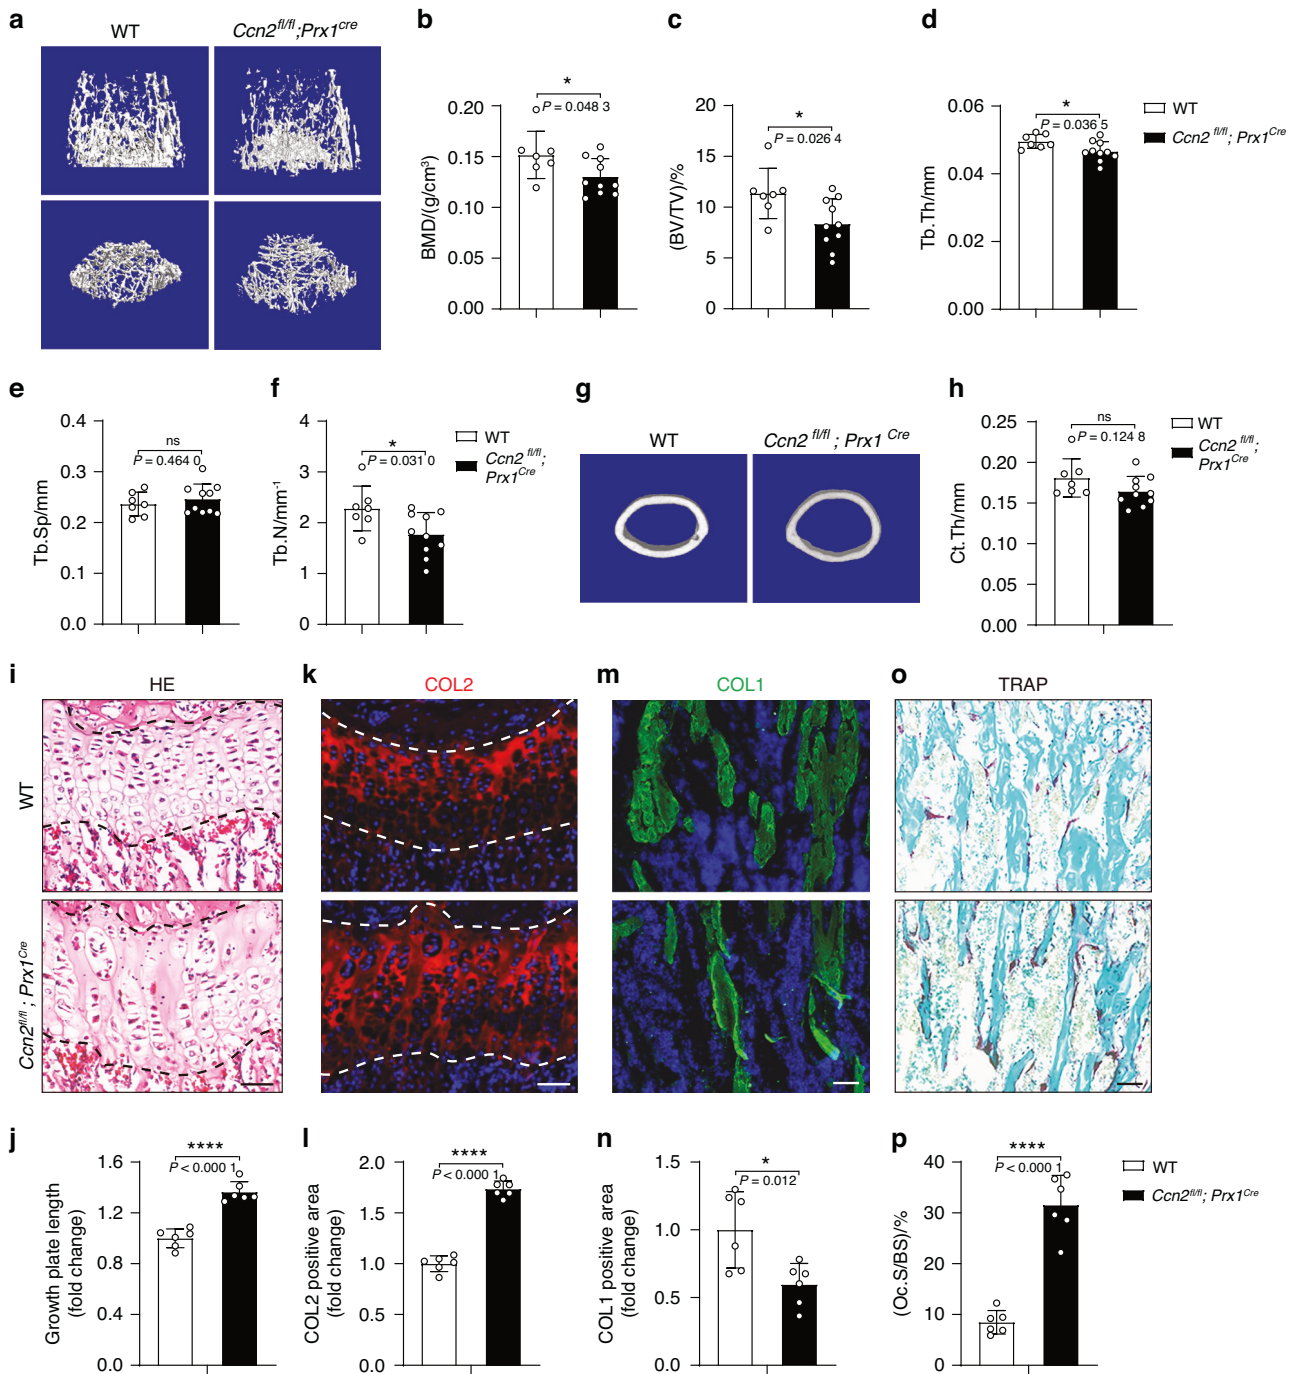 a
WT
Ccn2fl/fl;Prx1cre
b
BMD/(g/cm³)
0.20
0.15
0.10
0.05
0.00
*
P = 0.048 3
c
(BV/TV)/%
20
15
10
5
0
*
P = 0.026 4
d
Tb.Th/mm
0.06
0.04
0.02
0.00
*
P = 0.036 5
WT
Ccn2 fl/fl; Prx1Cre
e
Tb.Sp/mm
0.4
0.3
0.2
0.1
0.0
ns
P = 0.464 0
f
Tb.N/mm⁻¹
4
3
2
1
0
*
P = 0.031 0
WT
Ccn2 fl/fl;
Prx1Cre
g
WT
Ccn2 fl/fl; Prx1 Cre
h
Ct.Th/mm
0.25
0.20
0.15
0.10
0.05
0.00
ns
P = 0.124 8
WT
Ccn2 fl/fl;
Prx1Cre
i
HE
k
COL2
m
COL1
o
TRAP
WT
Ccn2fl/fl; Prx1Cre
j
Growth plate length
(fold change)
1.6
1.2
0.8
0.4
0.0
****
P < 0.000 1
l
COL2 positive area
(fold change)
2.0
1.5
1.0
0.5
0.0
****
P < 0.000 1
n
COL1 positive area
(fold change)
1.5
1.0
0.5
0.0
*
P = 0.012
p
(Oc.S/BS)/%
40
30
20
10
0
****
P < 0.000 1
WT
Ccn2fl/fl; Prx1Cre